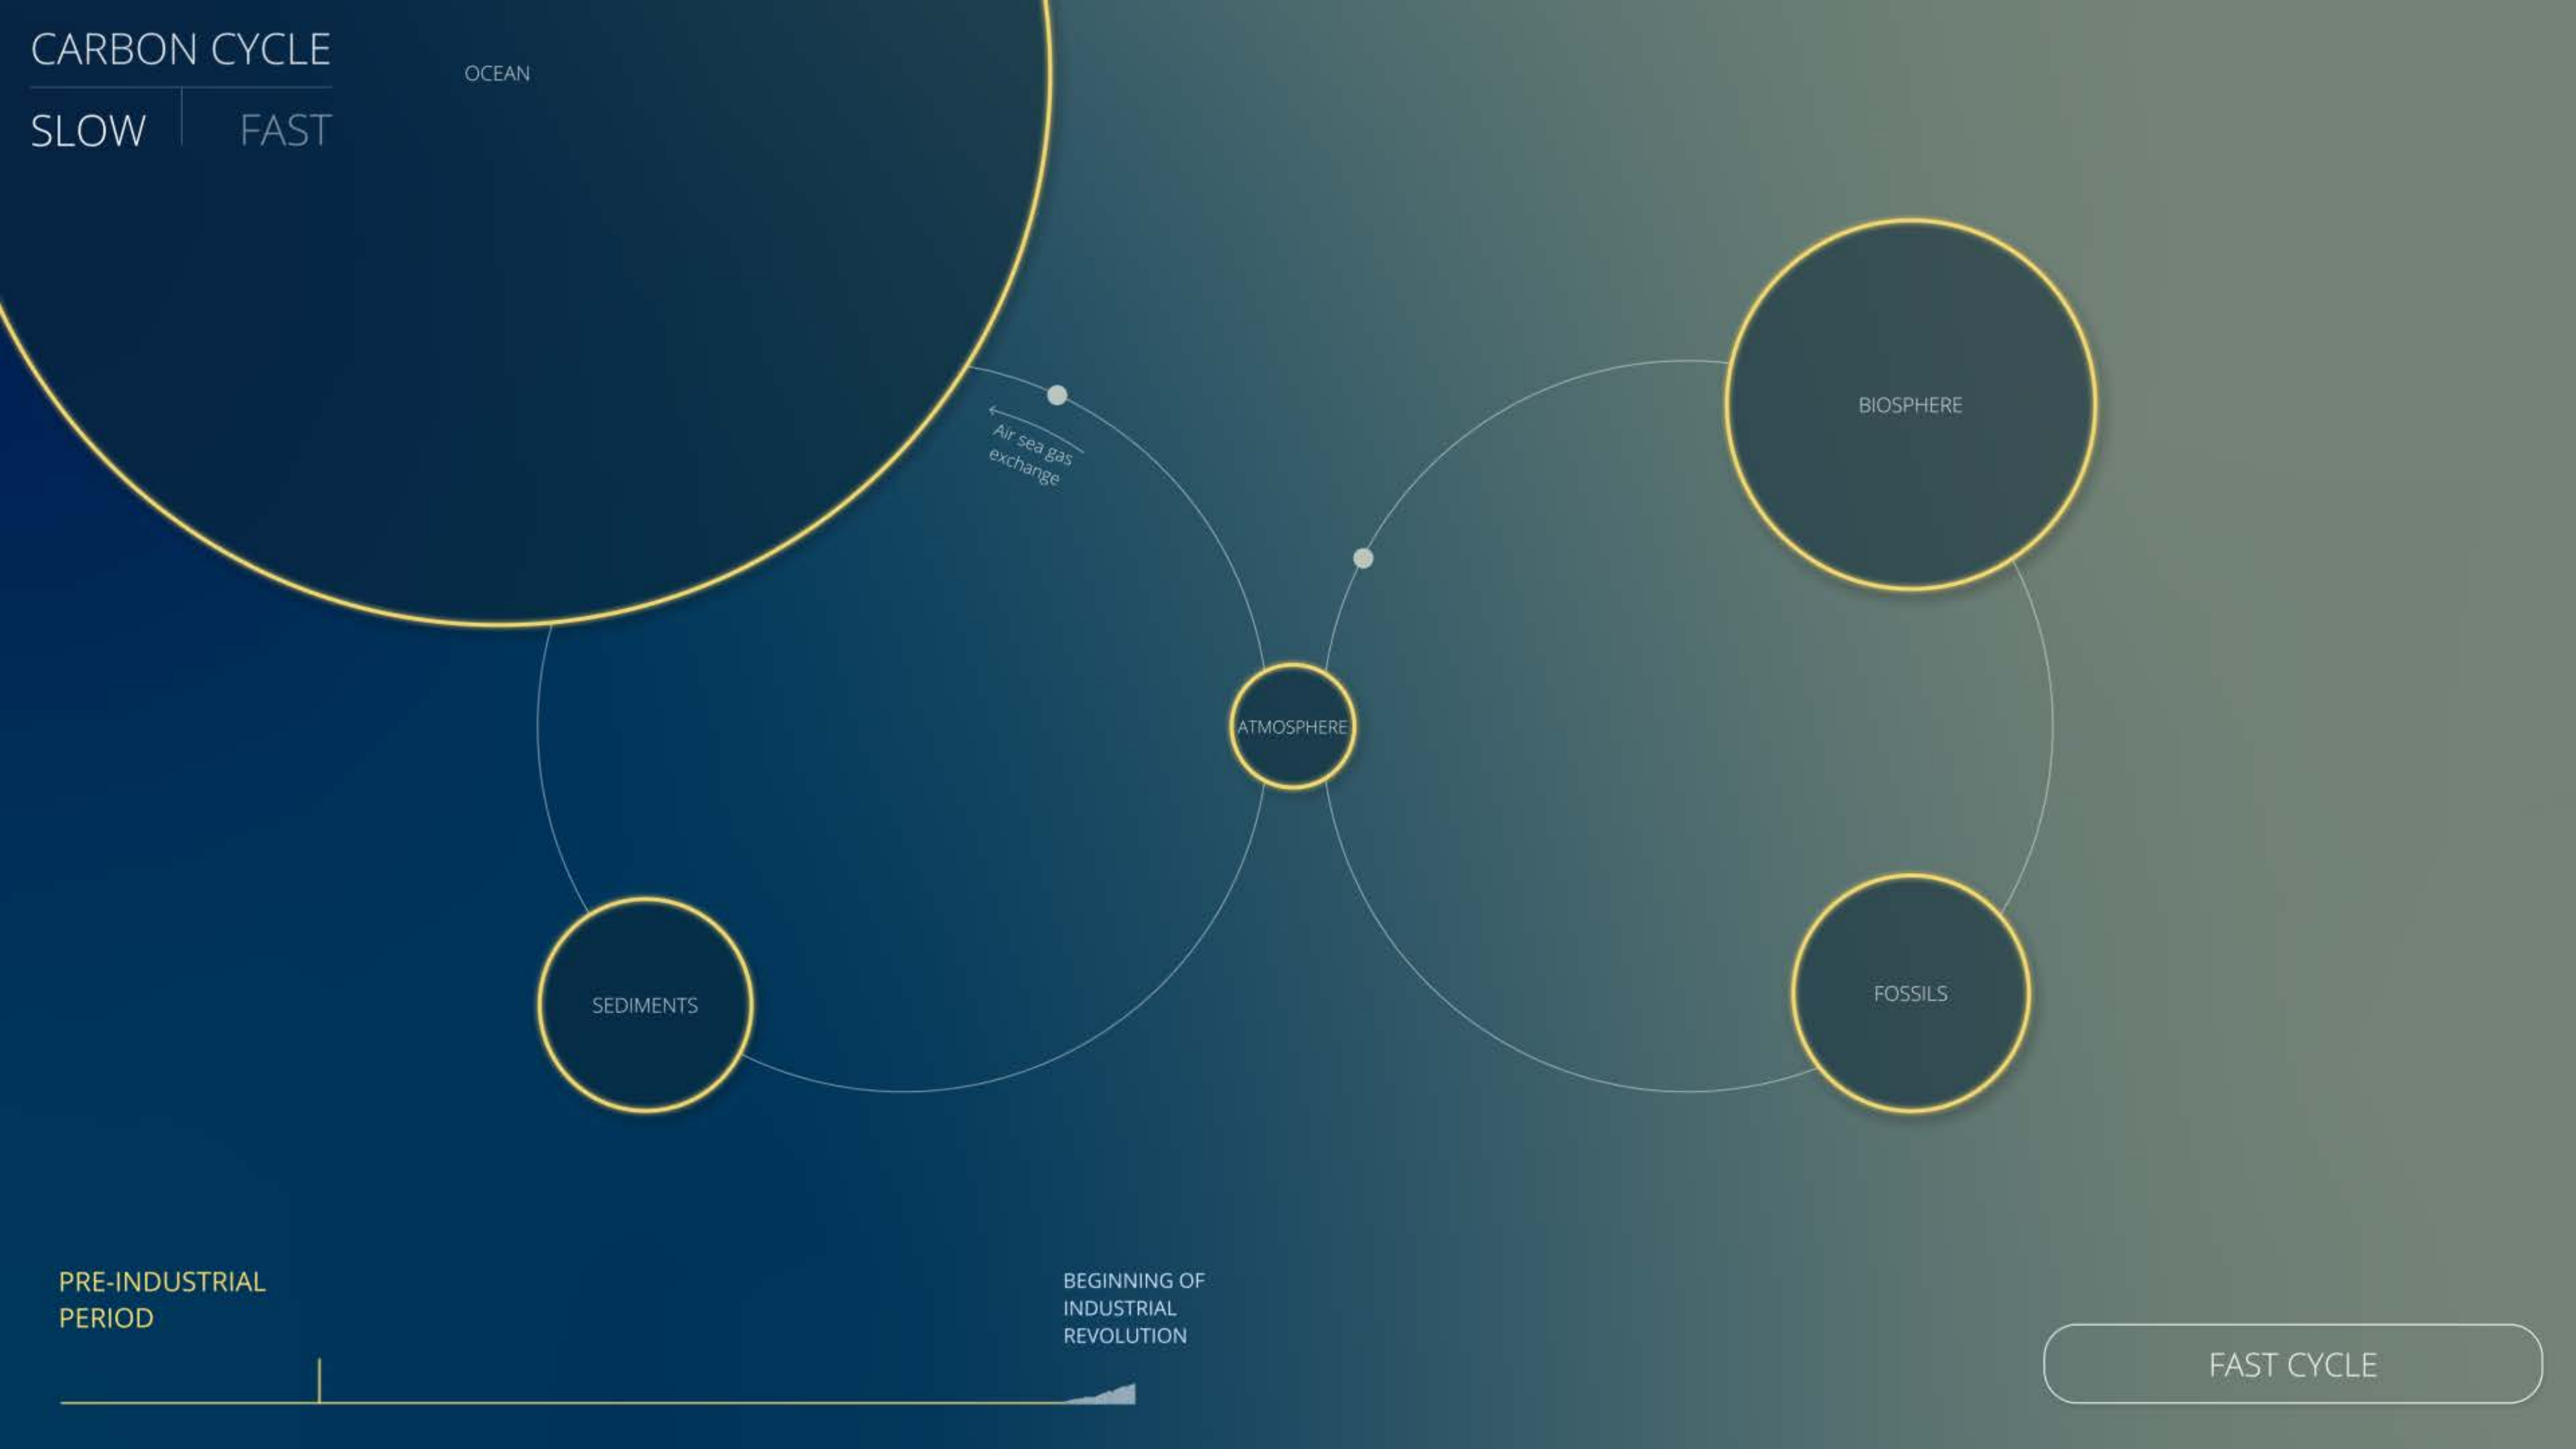 CARBON CYCLE
SLOW
FAST
OCEAN
Air sea gas
exchange
BIOSPHERE
ATMOSPHERE
SEDIMENTS
FOSSILS
PRE-INDUSTRIAL
PERIOD
BEGINNING OF
INDUSTRIAL
REVOLUTION
FAST CYCLE